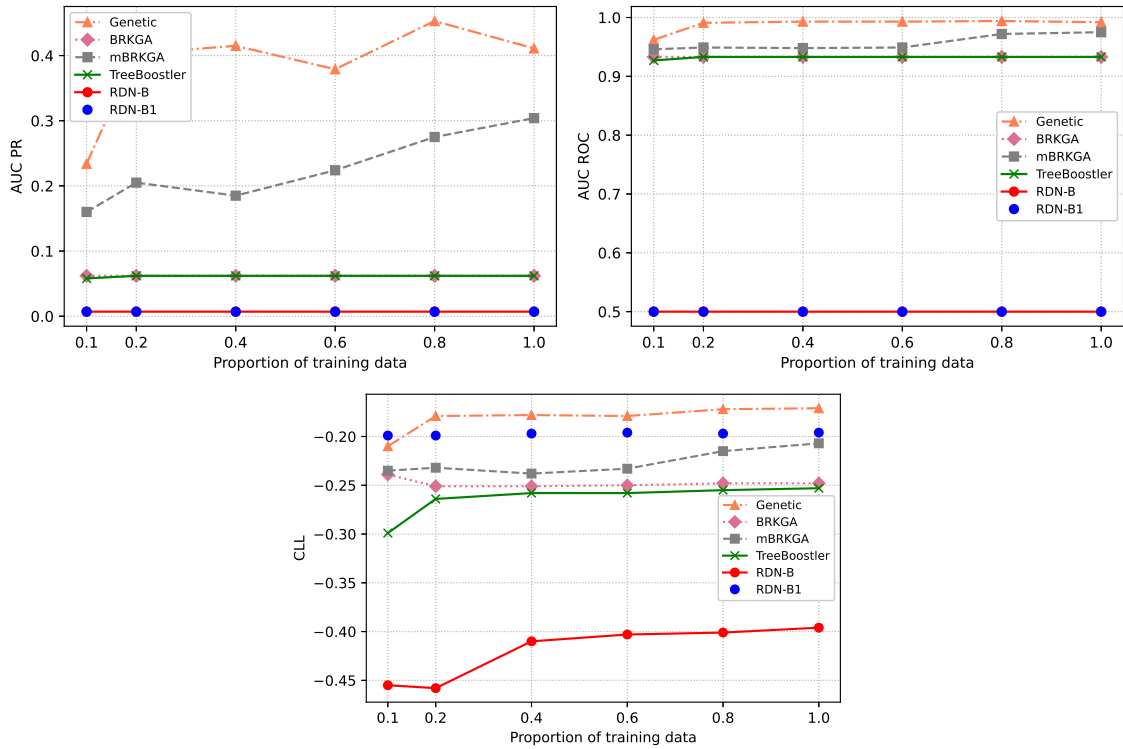 AUC PR
0.4
0.3
0.2
0.1
0.0
Genetic
BRKGA
mBRKGA
TreeBoostler
RDN-B
RDN-B1
0.1 0.2 0.4 0.6 0.8 1.0
Proportion of training data
AUC ROC
1.0
0.9
0.8
0.7
0.6
0.5
Genetic
BRKGA
mBRKGA
TreeBoostler
RDN-B
RDN-B1
0.1 0.2 0.4 0.6 0.8 1.0
Proportion of training data
CLL
−0.20
−0.25
−0.30
−0.35
−0.40
−0.45
Genetic
BRKGA
mBRKGA
TreeBoostler
RDN-B
RDN-B1
0.1 0.2 0.4 0.6 0.8 1.0
Proportion of training data